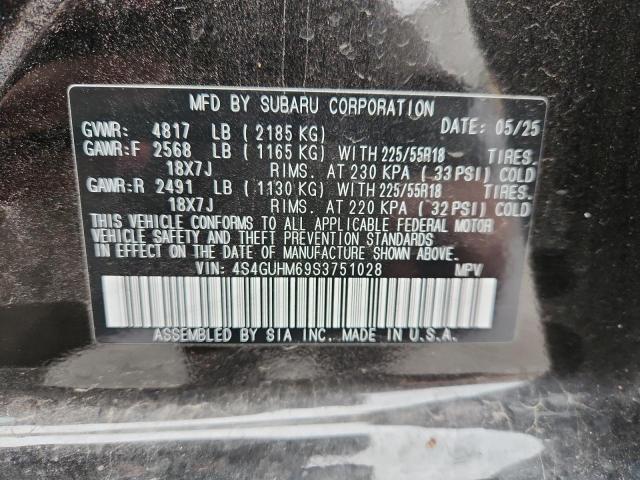 MFD BY SUBARU CORPORATION
GVWR: 4817 LB ( 2185 KG) DATE: 05/25
GAWR:F 2568 LB ( 1165 KG) WITH 225/55R18 TIRES.
18X7J RIMS. AT 230 KPA ( 33 PSI) COLD
GAWR:R 2491 LB ( 1130 KG) WITH 225/55R18 TIRES.
18X7J RIMS. AT 220 KPA ( 32 PSI) COLD
THIS VEHICLE CONFORMS TO ALL APPLICABLE FEDERAL MOTOR
VEHICLE SAFETY AND THEFT PREVENTION STANDARDS
IN EFFECT ON THE DATE OF MANUFACTURE SHOWN ABOVE.
VIN: 4S4GUHM69S3751028 MPV
ASSEMBLED BY SIA INC. MADE IN U.S.A.